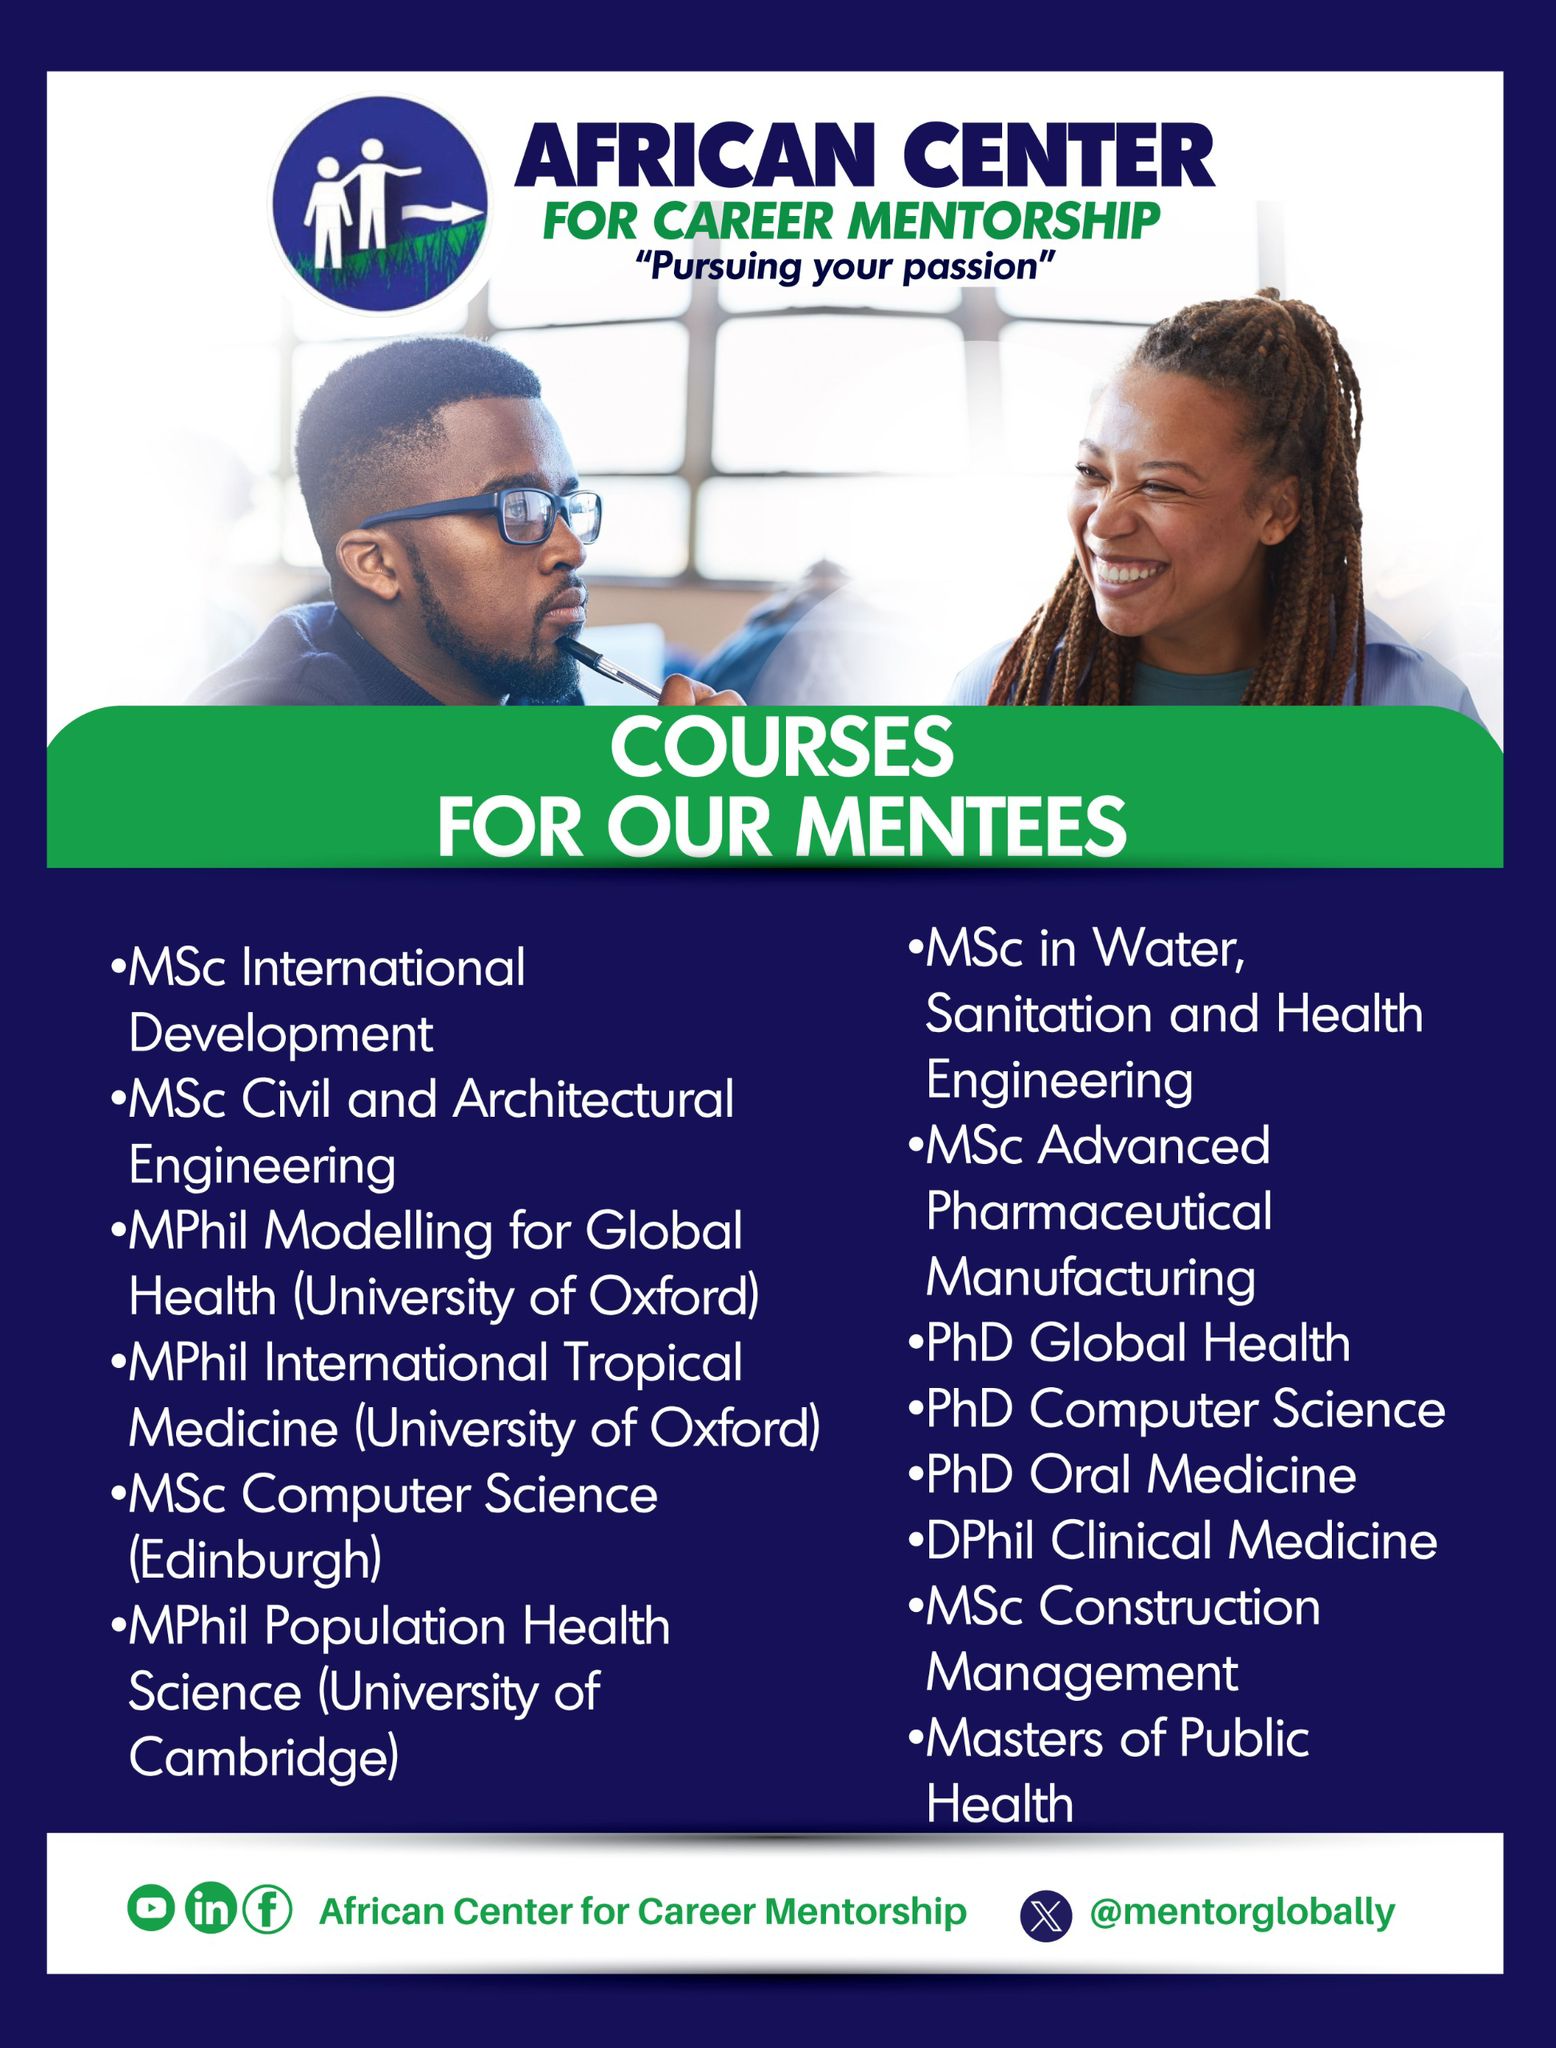 AFRICAN CENTER
FOR CAREER MENTORSHIP
“Pursuing your passion”
COURSES
FOR OUR MENTEES
•MSc International
Development
•MSc Civil and Architectural
Engineering
•MPhil Modelling for Global
Health (University of Oxford)
•MPhil International Tropical
Medicine (University of Oxford)
•MSc Computer Science
(Edinburgh)
•MPhil Population Health
Science (University of
Cambridge)
•MSc in Water,
Sanitation and Health
Engineering
•MSc Advanced
Pharmaceutical
Manufacturing
•PhD Global Health
•PhD Computer Science
•PhD Oral Medicine
•DPhil Clinical Medicine
•MSc Construction
Management
•Masters of Public
Health
African Center for Career Mentorship
@mentorglobally